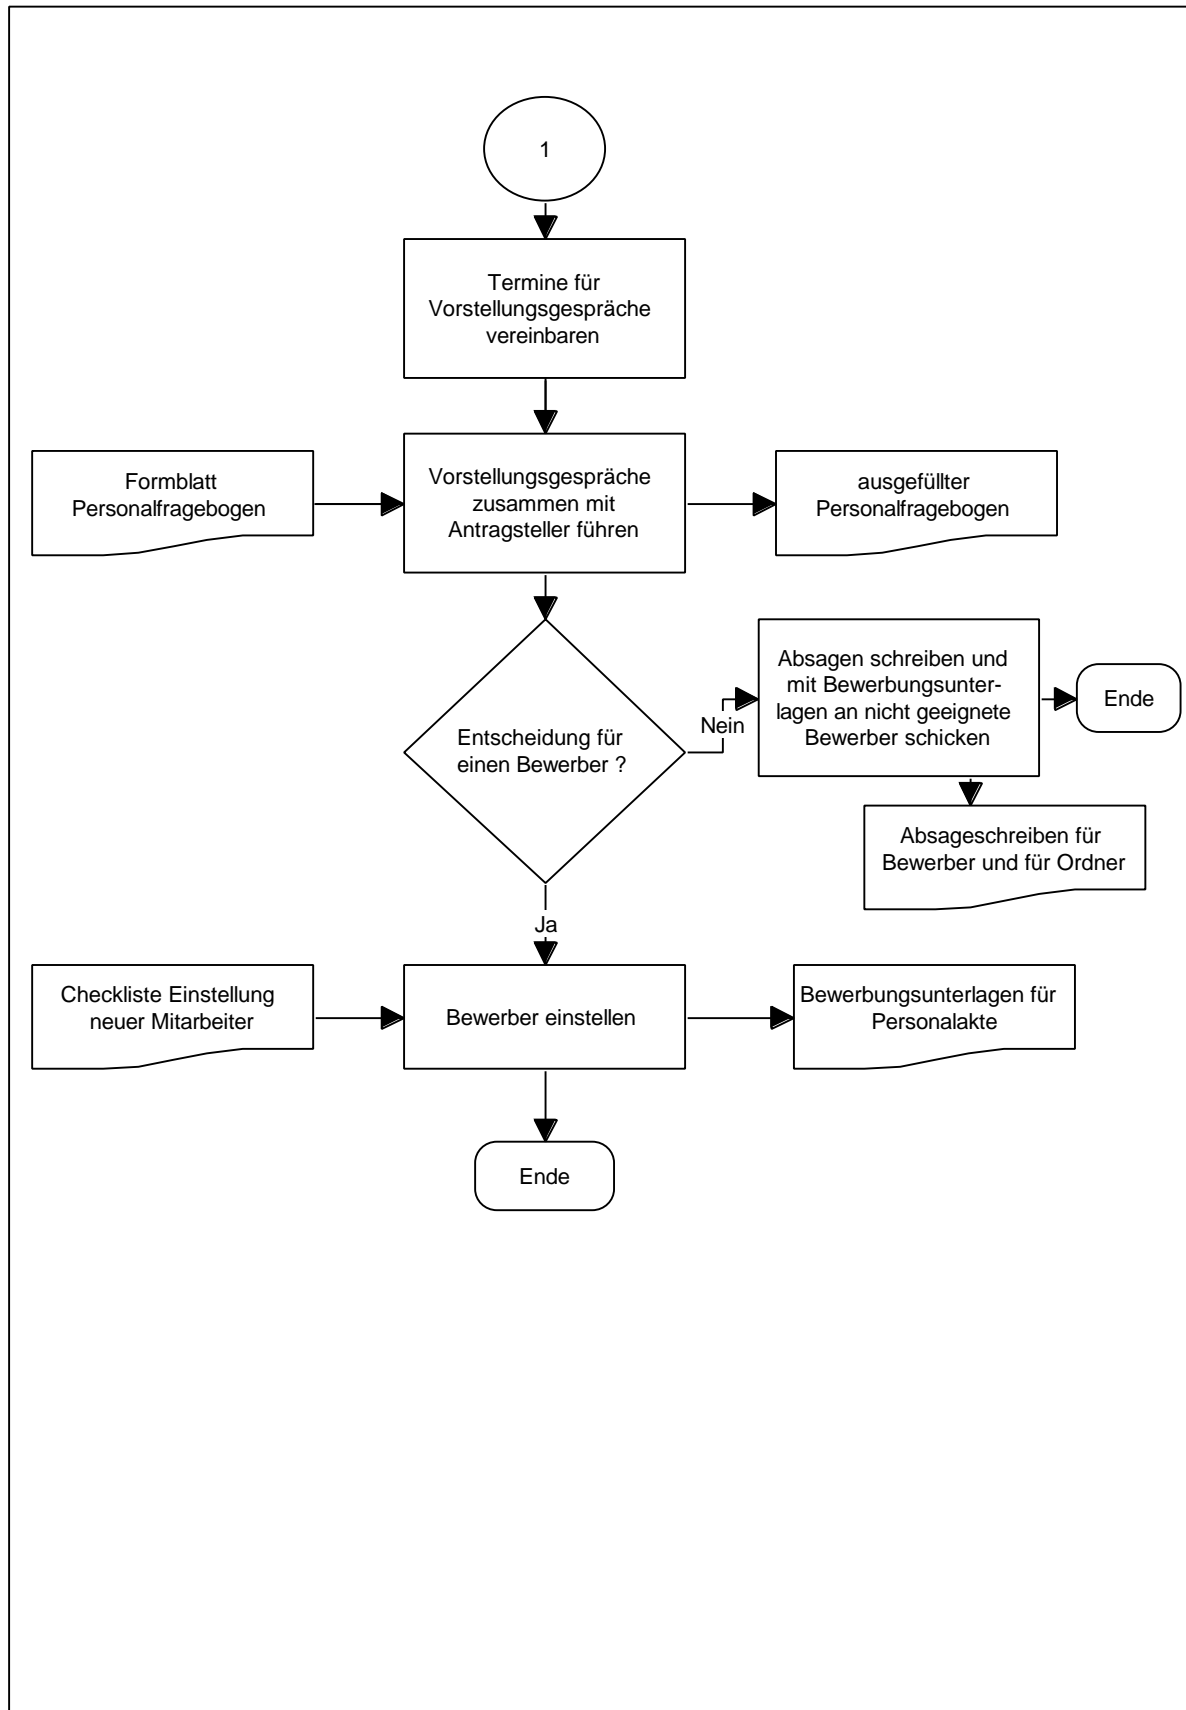 1
Termine für
Vorstellungsgespräche
vereinbaren
Formblatt
Personalfragebogen
Vorstellungsgespräche
zusammen mit
Antragsteller führen
ausgefüllter
Personalfragebogen
Entscheidung für
einen Bewerber ?
Nein
Absagen schreiben und
mit Bewerbungsunter-
lagen an nicht geeignete
Bewerber schicken
Ende
Absageschreiben für
Bewerber und für Ordner
Ja
Checkliste Einstellung
neuer Mitarbeiter
Bewerber einstellen
Bewerbungsunterlagen für
Personalakte
Ende